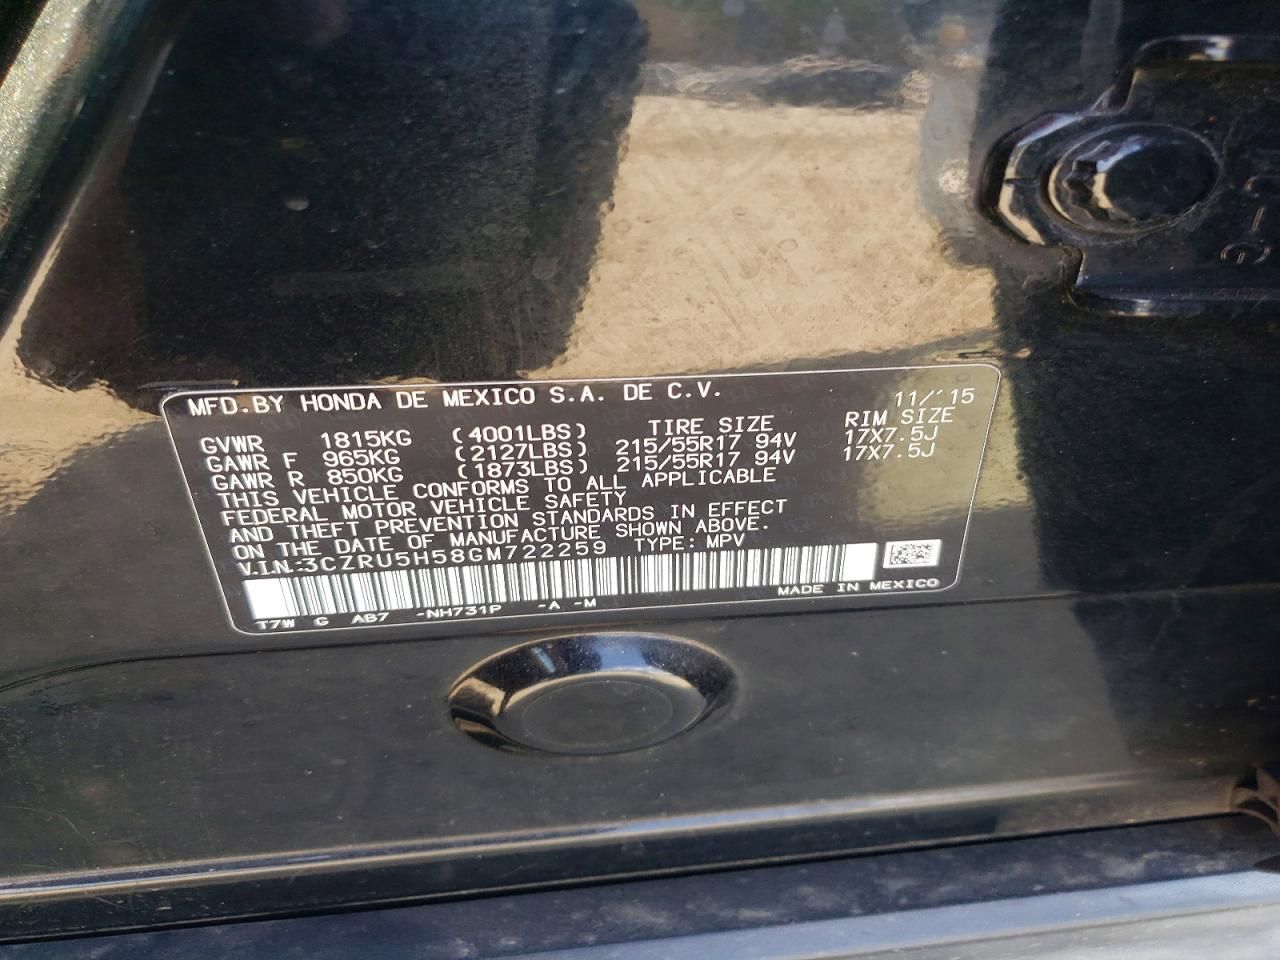 MFD.BY HONDA DE MEXICO S.A. DE C.V. 11/'15
GVWR 1815KG (4001LBS) TIRE SIZE RIM SIZE
GAWR F 965KG (2127LBS) 215/55R17 94V 17X7.5J
GAWR R 850KG (1873LBS) 215/55R17 94V 17X7.5J
THIS VEHICLE CONFORMS TO ALL APPLICABLE
FEDERAL MOTOR VEHICLE SAFETY
AND THEFT PREVENTION STANDARDS IN EFFECT
ON THE DATE OF MANUFACTURE SHOWN ABOVE.
V.I.N:3CZRU5H58GM722259 TYPE: MPV
MADE IN MEXICO
T7W G AB7 -NH731P -A -M